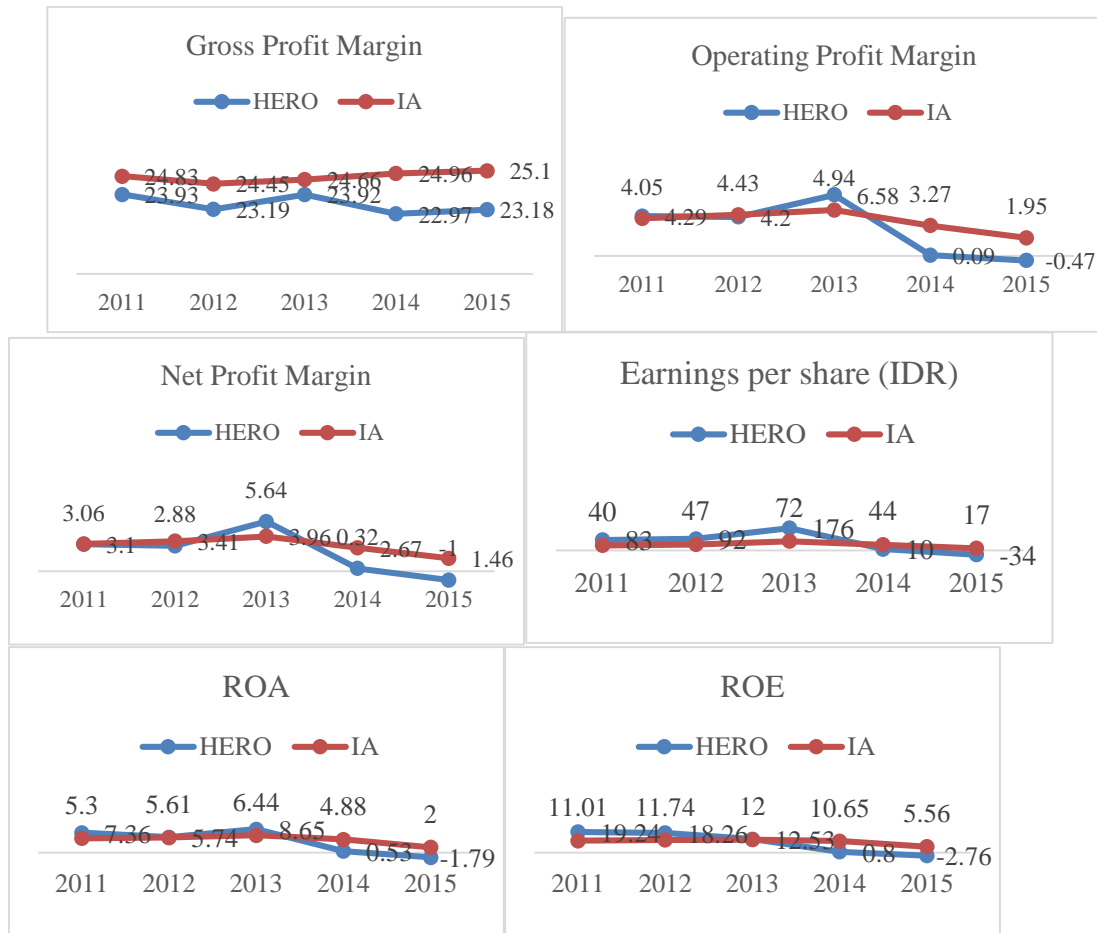 Gross Profit Margin
HERO IA
24.83 24.45 24.66 24.96 25.1
23.93 23.19 23.92 22.97 23.18
2011 2012 2013 2014 2015
Operating Profit Margin
HERO IA
4.05 4.43 4.94 3.27 1.95
4.29 4.2 6.58 0.09 -0.47
2011 2012 2013 2014 2015
Net Profit Margin
HERO IA
3.06 2.88 5.64 0.32 -1
3.1 3.41 3.96 2.67 1.46
2011 2012 2013 2014 2015
Earnings per share (IDR)
HERO IA
40 47 72 44 17
83 92 176 10 -34
2011 2012 2013 2014 2015
ROA
HERO IA
5.3 5.61 6.44 4.88 2
7.36 5.74 8.65 0.53 -1.79
2011 2012 2013 2014 2015
ROE
HERO IA
11.01 11.74 12 10.65 5.56
19.24 18.26 12.53 0.8 -2.76
2011 2012 2013 2014 2015